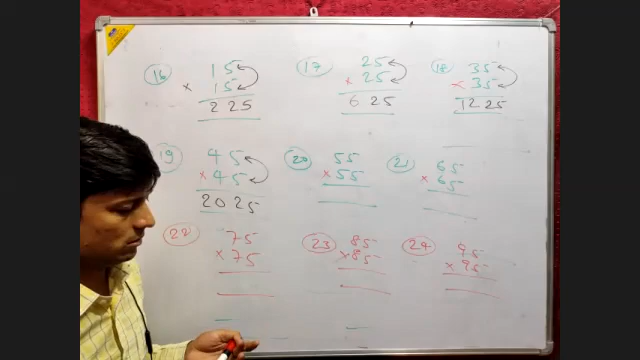 16 15 17 25 18 35
× 15 × 25 × 35
225 625 1225
19 45 20 55 21 65
× 45 × 55 × 65
2025
22 75 23 85 24 95
× 75 × 85 × 95